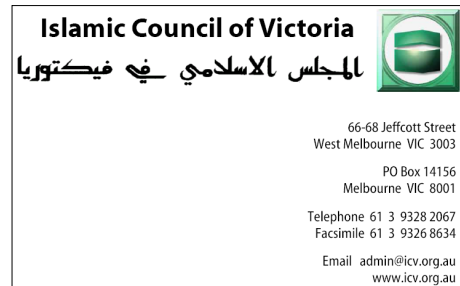 Islamic Council of Victoria
المجلس الاسلامي في فيكتوريا
66-68 Jeffcott Street
West Melbourne VIC 3003
PO Box 14156
Melbourne VIC 8001
Telephone 61 3 9328 2067
Facsimile 61 3 9326 8634
Email admin@icv.org.au
www.icv.org.au